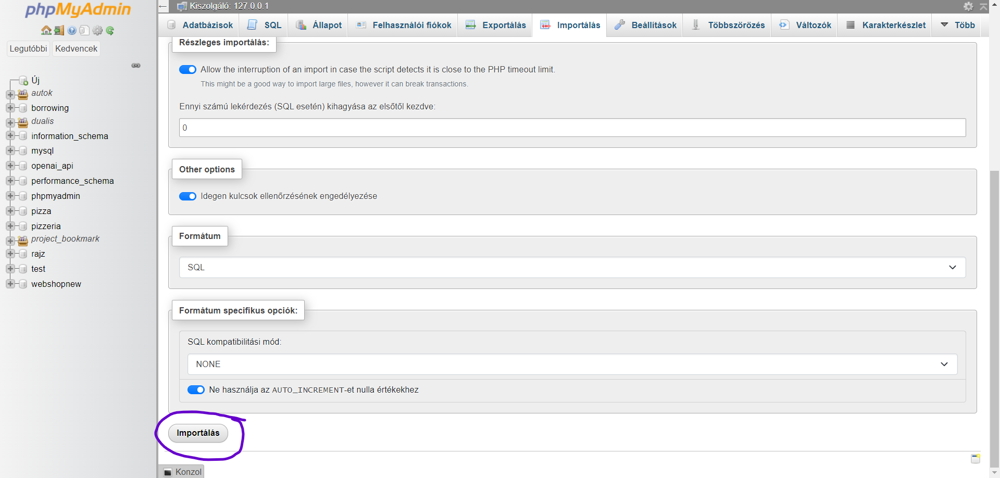 phpMyAdmin
Legutóbbi Kedvencek
Új
autok
borrowing
dualis
information_schema
mysql
openai_api
performance_schema
phpmyadmin
pizza
pizzeria
project_bookmark
rajz
test
webshopnew
Kiszolgáló: 127.0.0.1
Adatbázisok SQL Állapot Felhasználói fiókok Exportálás Importálás Beállítások Többszörözés Változók Karakterkészlet Több
Részleges importálás:
Allow the interruption of an import in case the script detects it is close to the PHP timeout limit.
This might be a good way to import large files, however it can break transactions.
Ennyi számú lekérdezés (SQL esetén) kihagyása az elsőtől kezdve:
0
Other options
Idegen kulcsok ellenőrzésének engedélyezése
Formátum
SQL
Formátum specifikus opciók:
SQL kompatibilitási mód:
NONE
Ne használja az AUTO_INCREMENT-et nulla értékekhez
Importálás
Konzol